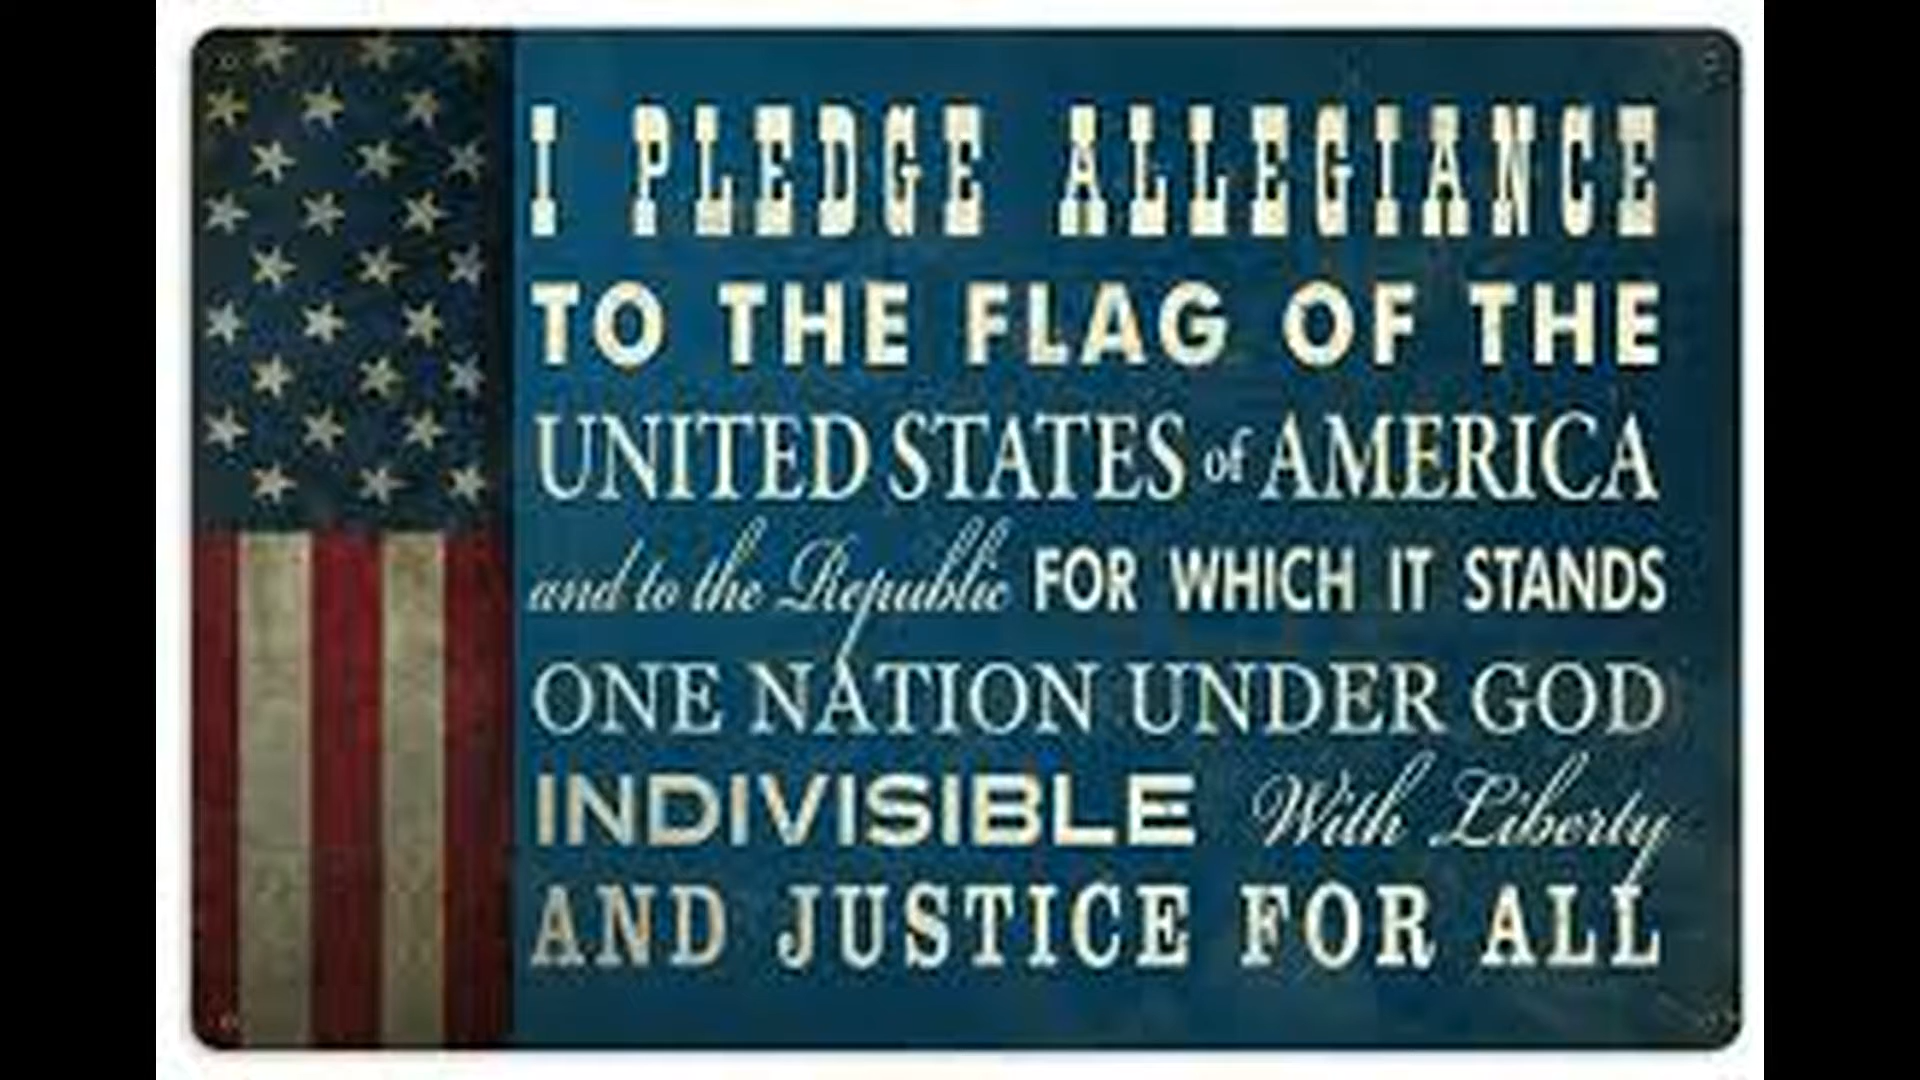 I PLEDGE ALLEGIANCE
TO THE FLAG OF THE
UNITED STATES of AMERICA
and to the Republic FOR WHICH IT STANDS
ONE NATION UNDER GOD
INDIVISIBLE With Liberty
AND JUSTICE FOR ALL